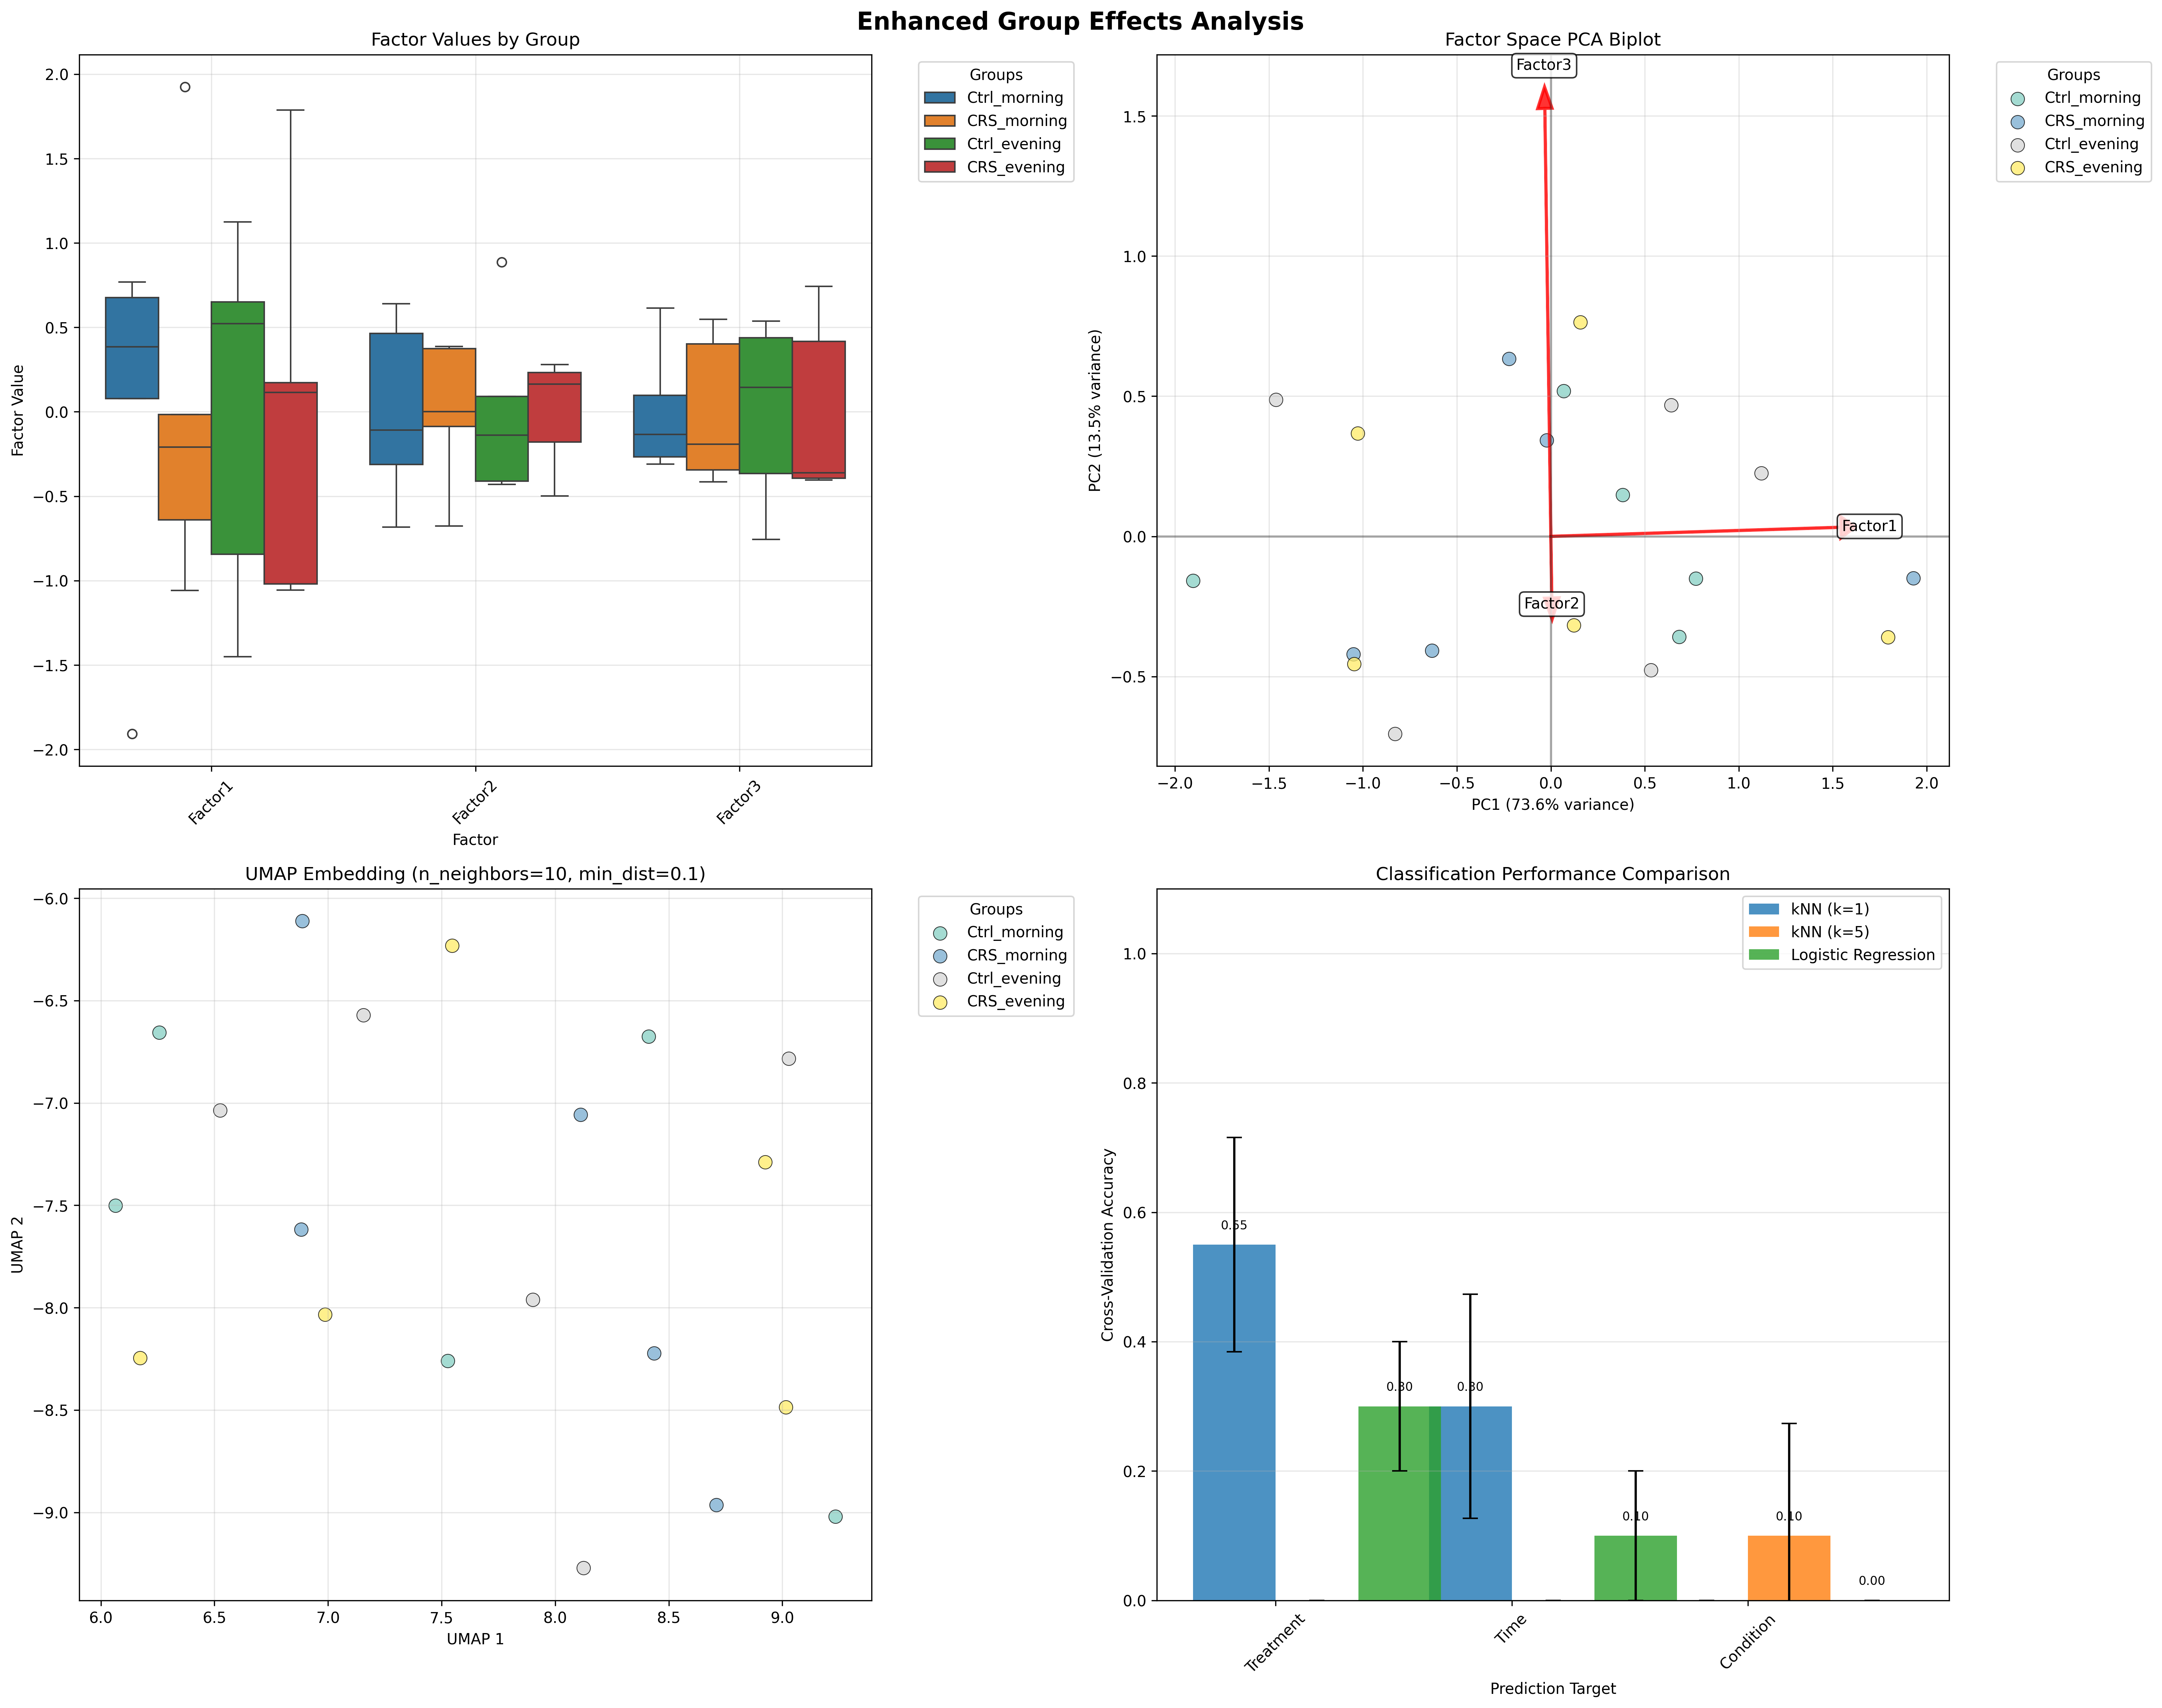 Enhanced Group Effects Analysis
Factor Values by Group
2.0
1.5
1.0
0.5
0.0
−0.5
−1.0
−1.5
−2.0
Factor Value
Factor1
Factor2
Factor3
Factor
Groups
Ctrl_morning
CRS_morning
Ctrl_evening
CRS_evening
Factor Space PCA Biplot
1.5
1.0
0.5
0.0
−0.5
PC2 (13.5% variance)
Factor3
Factor1
Factor2
−2.0
−1.5
−1.0
−0.5
0.0
0.5
1.0
1.5
2.0
PC1 (73.6% variance)
Groups
Ctrl_morning
CRS_morning
Ctrl_evening
CRS_evening
UMAP Embedding (n_neighbors=10, min_dist=0.1)
−6.0
−6.5
−7.0
−7.5
−8.0
−8.5
−9.0
UMAP 2
6.0
6.5
7.0
7.5
8.0
8.5
9.0
UMAP 1
Groups
Ctrl_morning
CRS_morning
Ctrl_evening
CRS_evening
Classification Performance Comparison
1.0
0.8
0.6
0.4
0.2
0.0
Cross-Validation Accuracy
kNN (k=1)
kNN (k=5)
Logistic Regression
0.55
0.30
0.30
0.10
0.10
0.00
Treatment
Time
Condition
Prediction Target